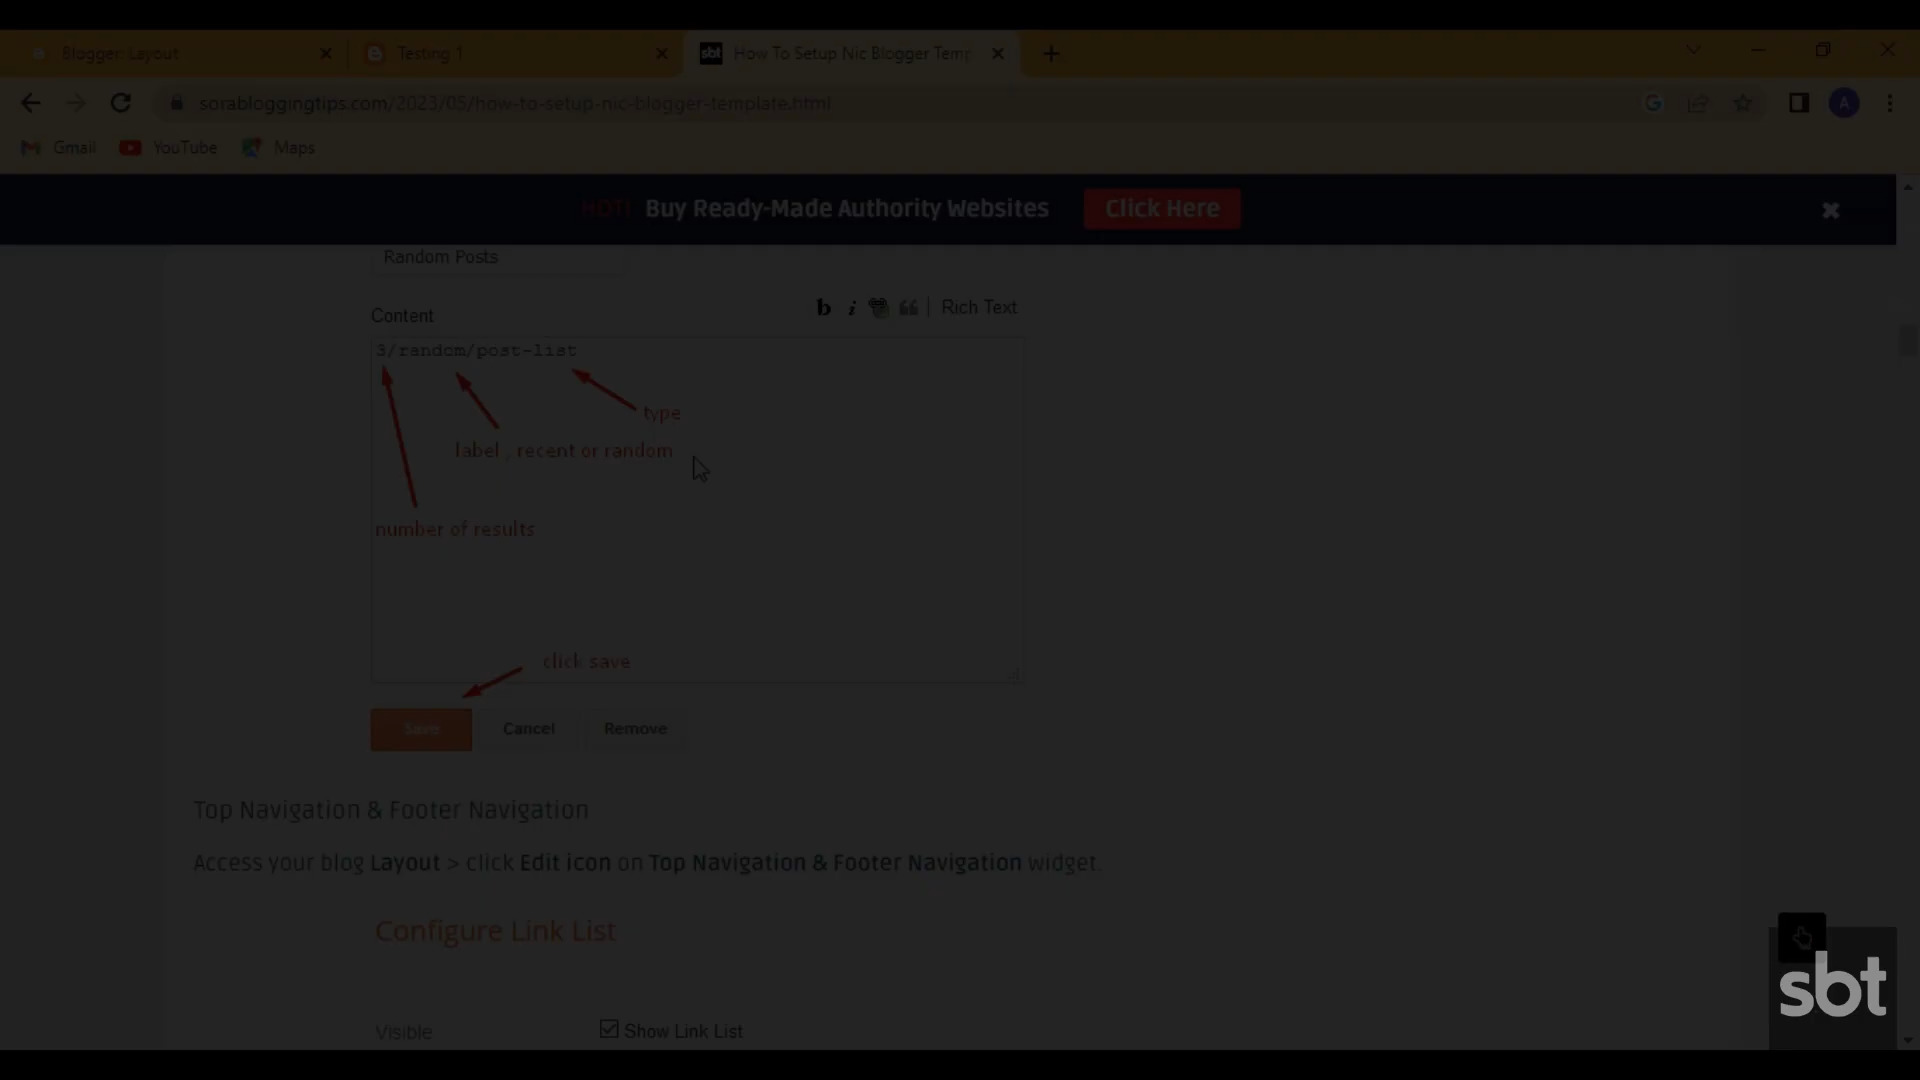 Blogger: Layout
Testing 1
sbt How To Setup Nic Blogger Temp
sorabloggingtips.com/2023/05/how-to-setup-nic-blogger-template.html
A
Gmail
YouTube
Maps
HOT! Buy Ready-Made Authority Websites Click Here
Random Posts
Content
b i Rich Text
3/random/post-list
type
label , recent or random
number of results
click save
Save Cancel Remove
Top Navigation & Footer Navigation
Access your blog Layout > click Edit icon on Top Navigation & Footer Navigation widget.
Configure Link List
sbt
Visible Show Link List